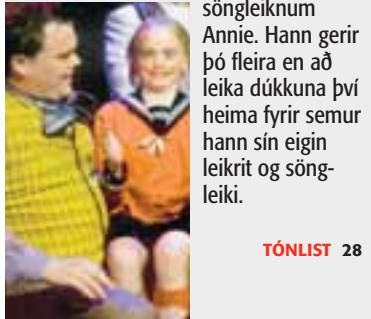 söngleiknum
Annie. Hann gerir
þó fleira en að
leika dúkkuna því
heima fyrir semur
hann sín eigin
leikrit og söng-
leiki.
TÓNLIST 28